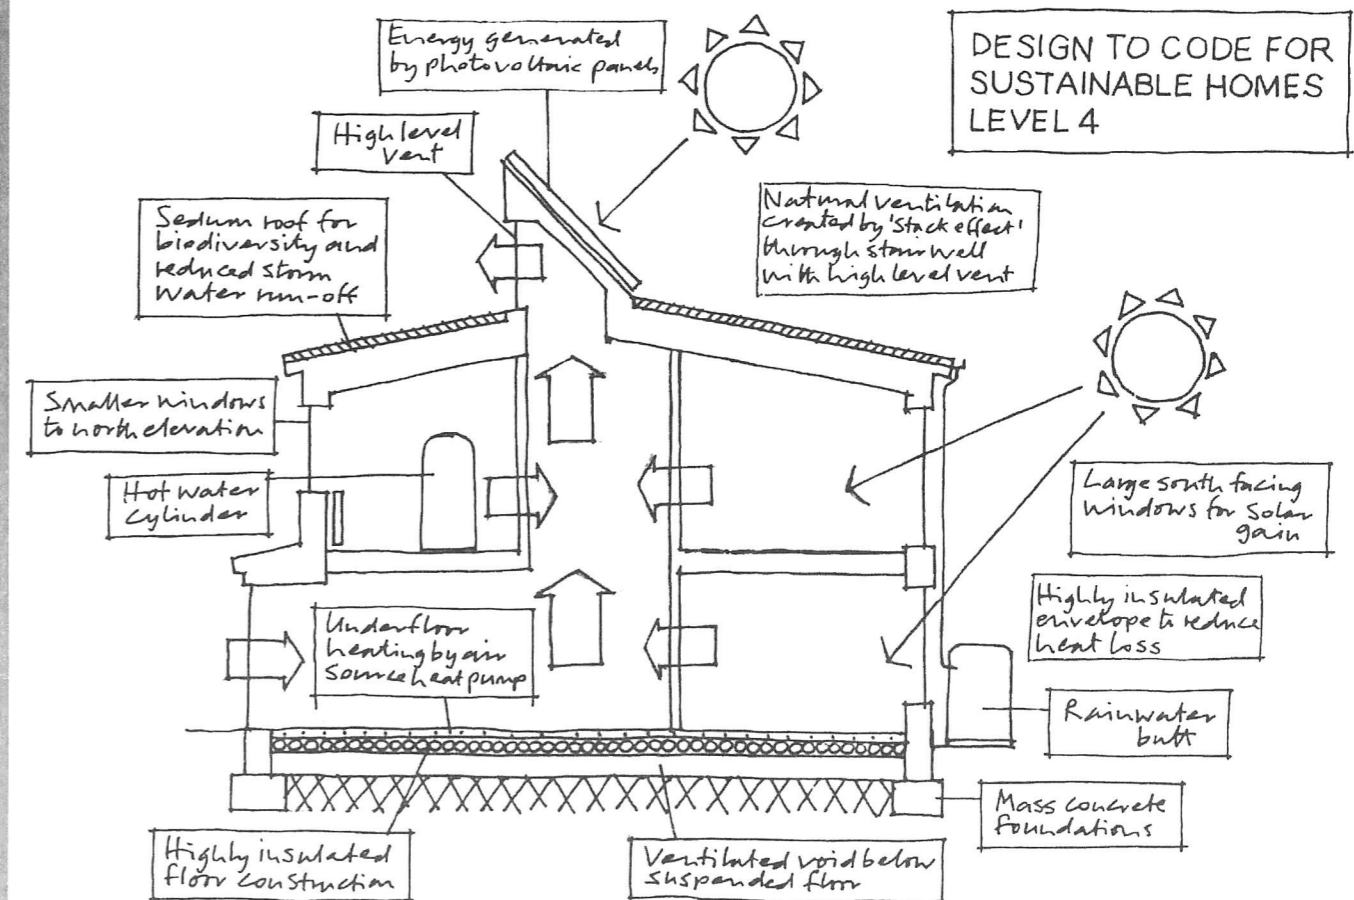 Energy generated
by photovoltaic panels
DESIGN TO CODE FOR
SUSTAINABLE HOMES
LEVEL 4
High level
vent
Natural ventilation
created by 'stack effect'
through stairwell
with high level vent
Sedum roof for
biodiversity and
reduced storm
water run-off
Smaller windows
to north elevation
Hot water
cylinder
Large south facing
windows for solar
gain
Highly insulated
envelope to reduce
heat loss
Underfloor
heating by air
source heat pump
Rainwater
butt
Mass concrete
foundations
Highly insulated
floor construction
Ventilated void below
suspended floor